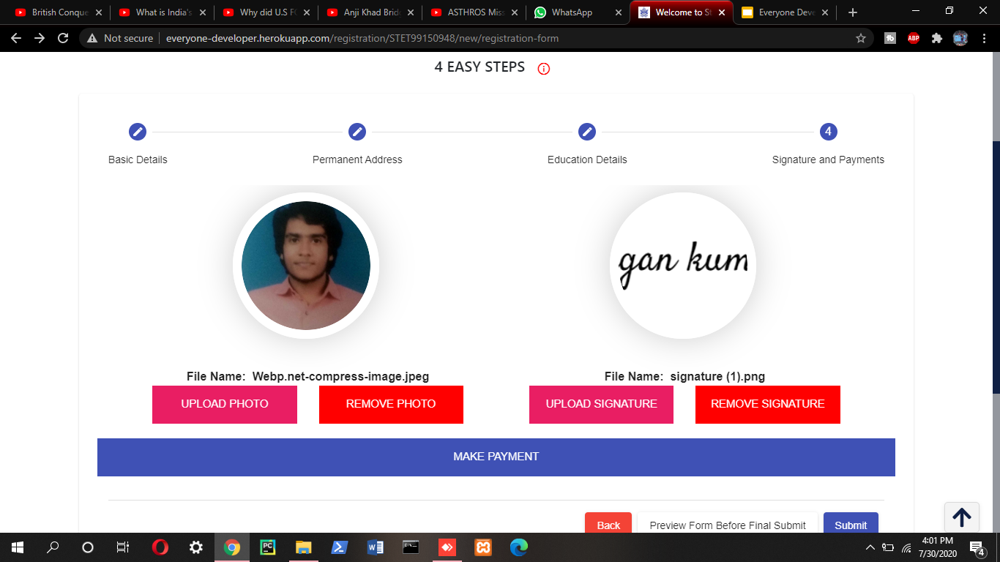 British Conque
What is India's
Why did U.S F
Anji Khad Brid
ASTHROS Miss
WhatsApp
Welcome to St
Everyone Deve
Not secure
everyone-developer.herokuapp.com/registration/STET99150948/new/registration-form
ABP
4 EASY STEPS
4
Basic Details
Permanent Address
Education Details
Signature and Payments
gan kum
File Name: Webp.net-compress-image.jpeg
File Name: signature (1).png
UPLOAD PHOTO
REMOVE PHOTO
UPLOAD SIGNATURE
REMOVE SIGNATURE
MAKE PAYMENT
Back
Preview Form Before Final Submit
Submit
4:01 PM
7/30/2020
4